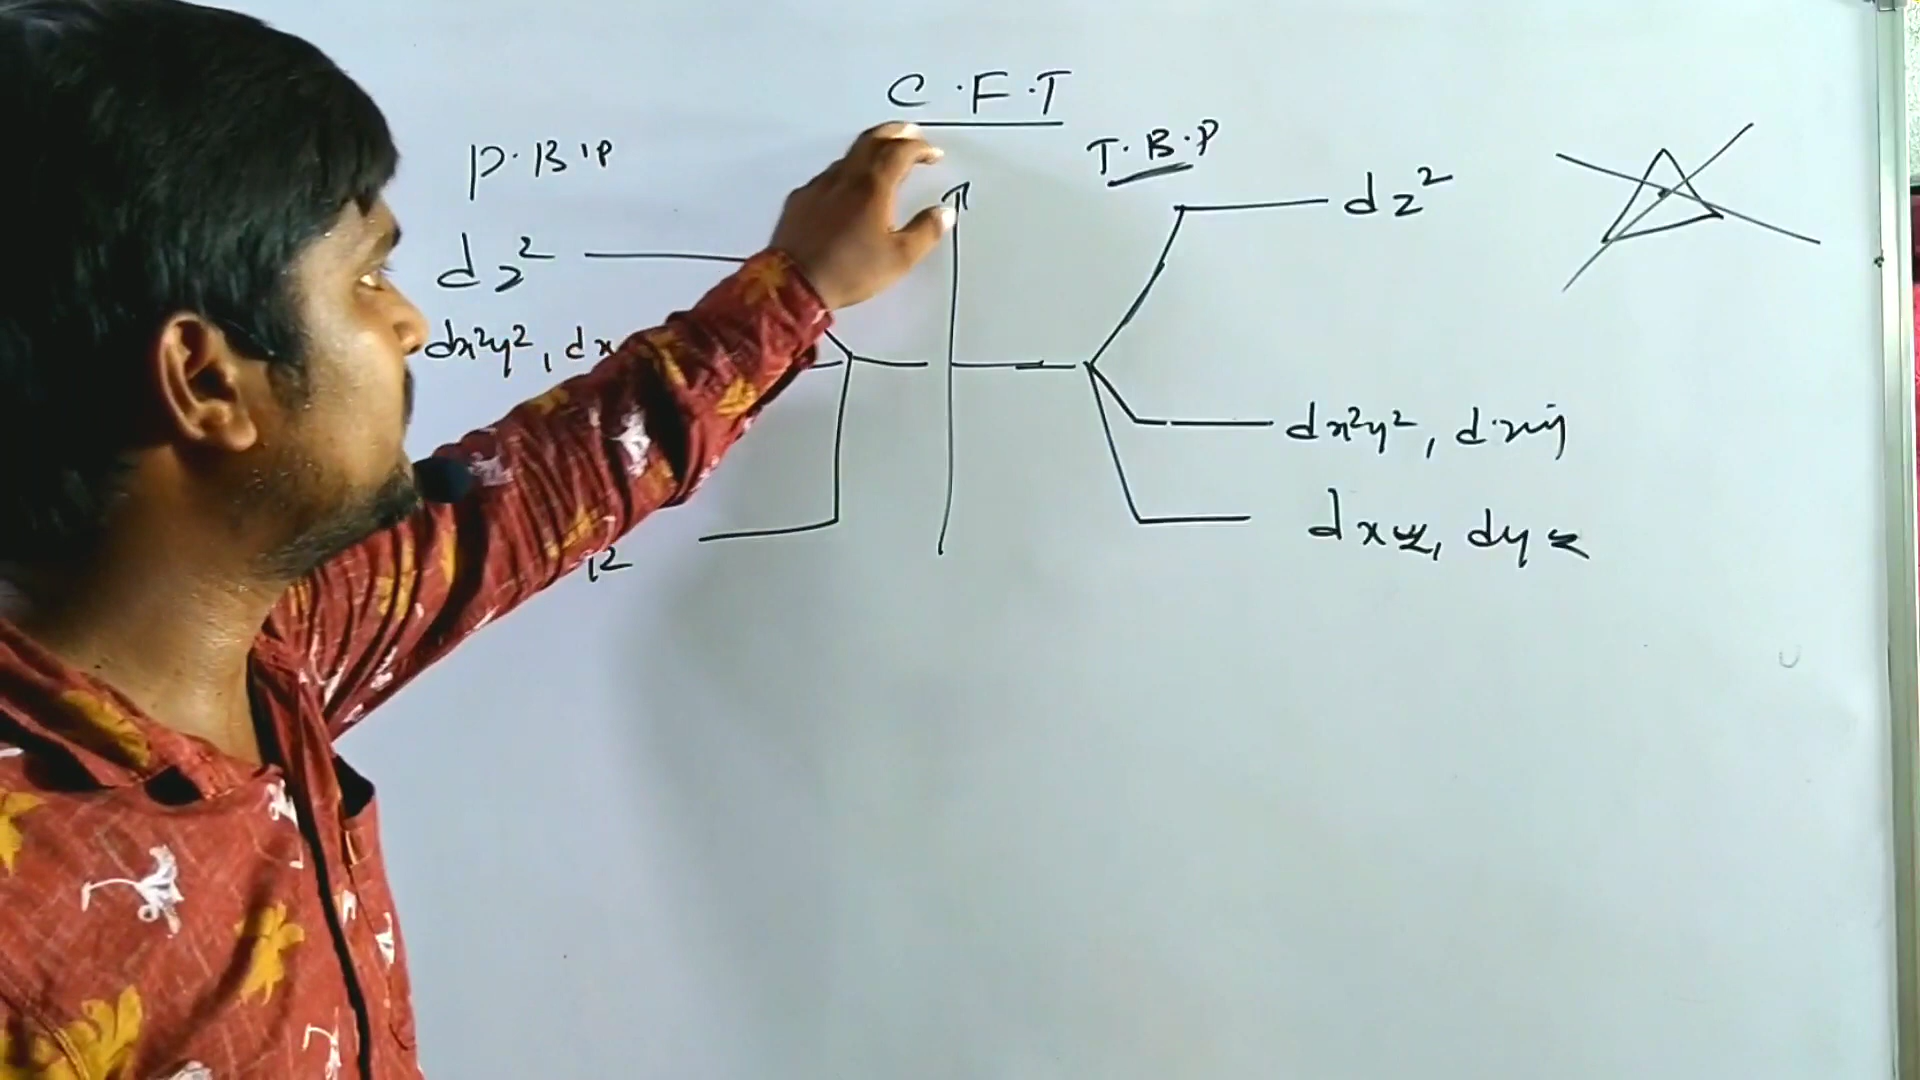 C.F.T
P.B.P
T.B.P
dz²
dz²
dx²y², dx
dx²y², dxy
dxz, dyz